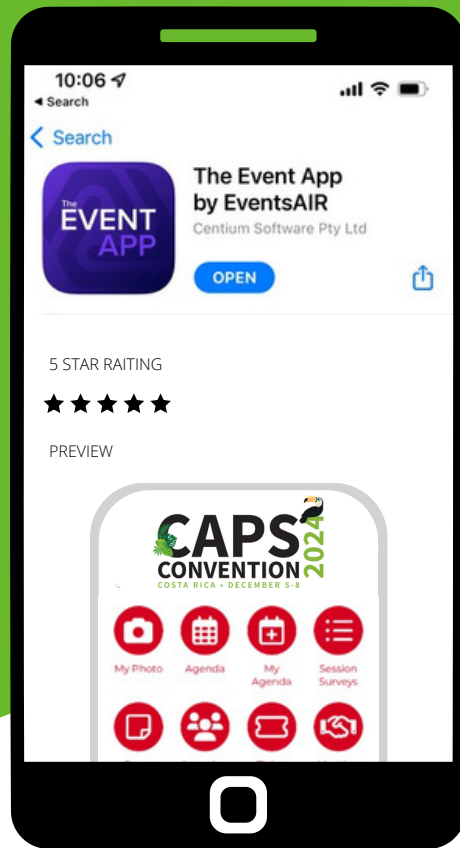 10:06
Search
Search
The
EVENT
APP
The Event App
by EventsAIR
Centium Software Pty Ltd
OPEN
5 STAR RAITING
PREVIEW
CAPS
CONVENTION
2024
COSTA RICA • DECEMBER 5-8
My Photo
Agenda
My
Agenda
Session
Surveys